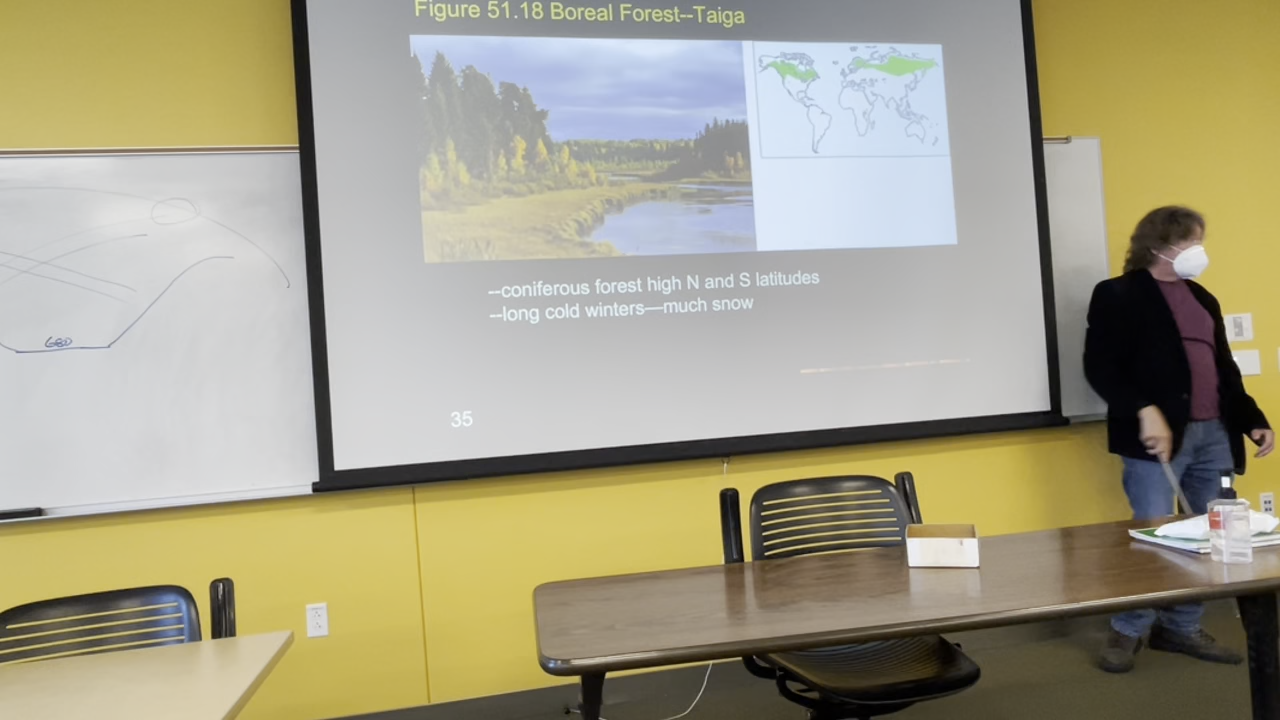 Figure 51.18 Boreal Forest--Taiga
--coniferous forest high N and S latitudes
--long cold winters—much snow
35